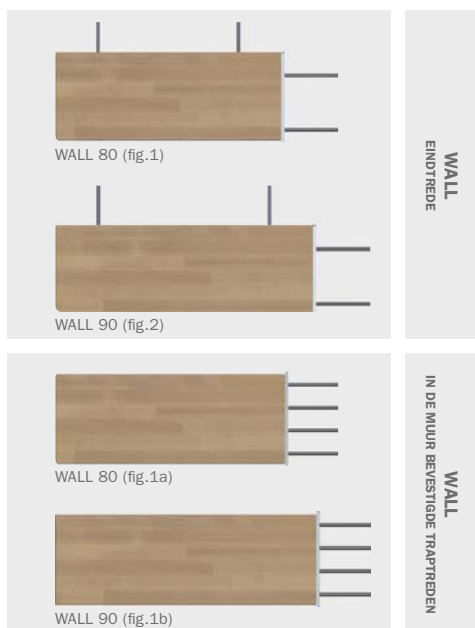 WALL 80 (fig.1)
WALL 90 (fig.2)
WALL
EINDTREDE
WALL 80 (fig.1a)
WALL 90 (fig.1b)
WALL
IN DE MUUR BEVESTIGDE TRAPTREDEN